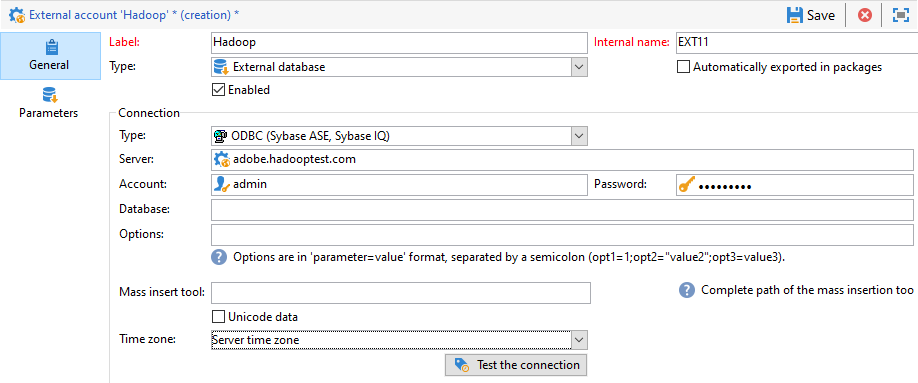 External account 'Hadoop' * (creation) *
Save
General
Parameters
Label: Hadoop Internal name: EXT11
Type: External database Automatically exported in packages
Enabled
Connection
Type: ODBC (Sybase ASE, Sybase IQ)
Server: adobe.hadooptest.com
Account: admin Password: •••••••••
Database:
Options:
? Options are in 'parameter=value' format, separated by a semicolon (opt1=1;opt2="value2";opt3=value3).
Mass insert tool: ? Complete path of the mass insertion too
Unicode data
Time zone: Server time zone
Test the connection